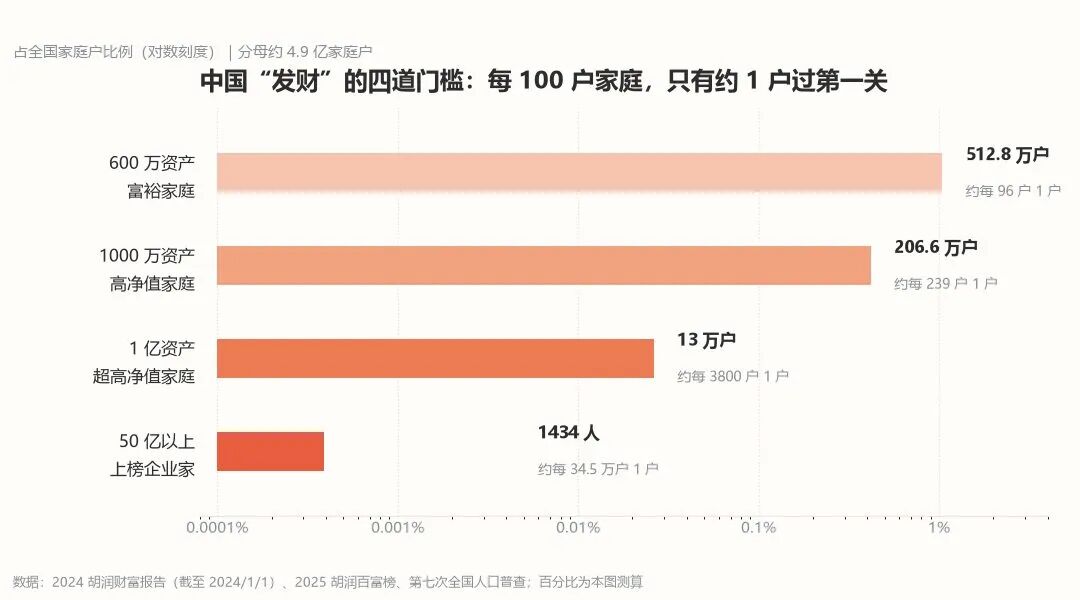 占全国家庭户比例（对数刻度）｜分母约 4.9 亿家庭户
中国“发财”的四道门槛：每 100 户家庭，只有约 1 户过第一关
600 万资产
富裕家庭
512.8 万户
约每 96 户 1 户
1000 万资产
高净值家庭
206.6 万户
约每 239 户 1 户
1 亿资产
超高净值家庭
13 万户
约每 3800 户 1 户
50 亿以上
上榜企业家
1434 人
约每 34.5 万户 1 户
0.0001% 0.001% 0.01% 0.1% 1%
数据：2024 胡润财富报告（截至 2024/1/1）、2025 胡润百富榜、第七次全国人口普查；百分比为本图测算